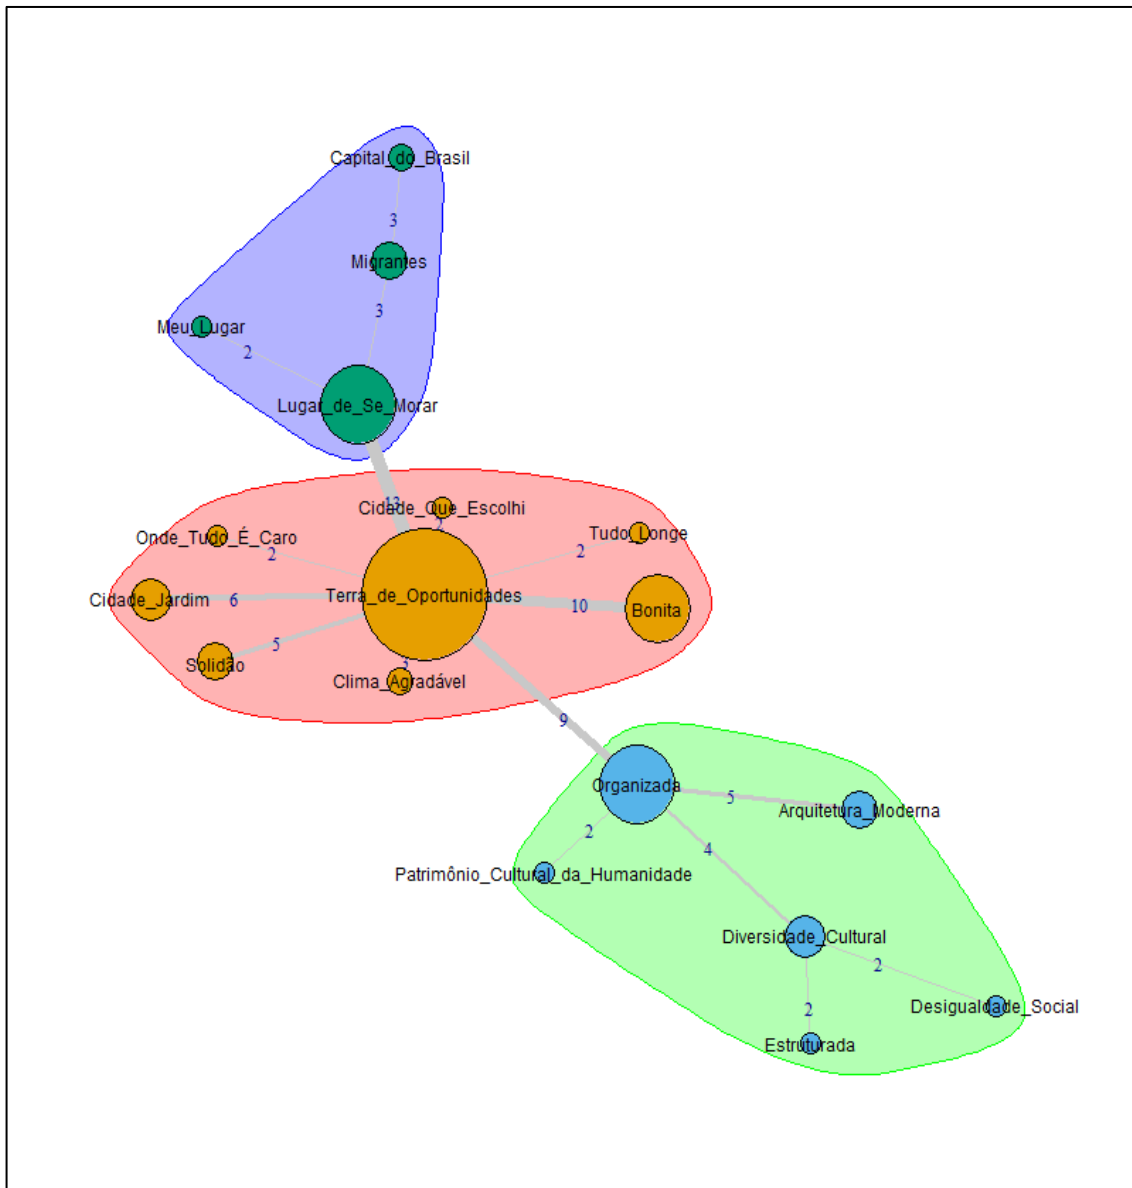 Capital_do_Brasil
3
Migrantes
3
Meu_Lugar
2
Lugar_de_Se_Morar
13
Cidade_Que_Escolhi
2
Onde_Tudo_É_Caro
Tudo_Longe
2
2
Cidade_Jardim
6
Terra_de_Oportunidades
10
Bonita
5
Solidão
3
Clima_Agradável
9
Organizada
5
Arquitetura_Moderna
2
4
Patrimônio_Cultural_da_Humanidade
Diversidade_Cultural
2
2
Desigualdade_Social
Estruturada